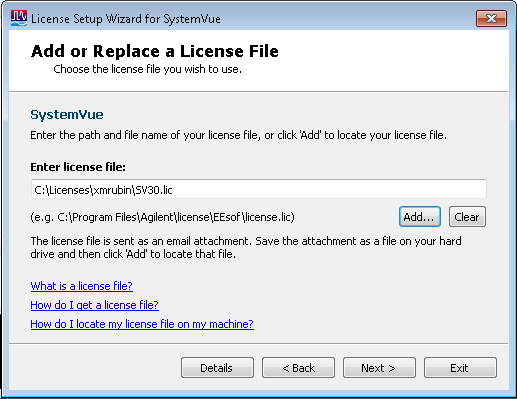 License Setup Wizard for SystemVue
Add or Replace a License File
Choose the license file you wish to use.
SystemVue
Enter the path and file name of your license file, or click 'Add' to locate your license file.
Enter license file:
C:\Licenses\xmrubin\SV30.lic
(e.g. C:\Program Files\Agilent\license\EEsof\license.lic)
Add... Clear
The license file is sent as an email attachment. Save the attachment as a file on your hard
drive and then click 'Add' to locate that file.
What is a license file?
How do I get a license file?
How do I locate my license file on my machine?
Details < Back Next > Exit